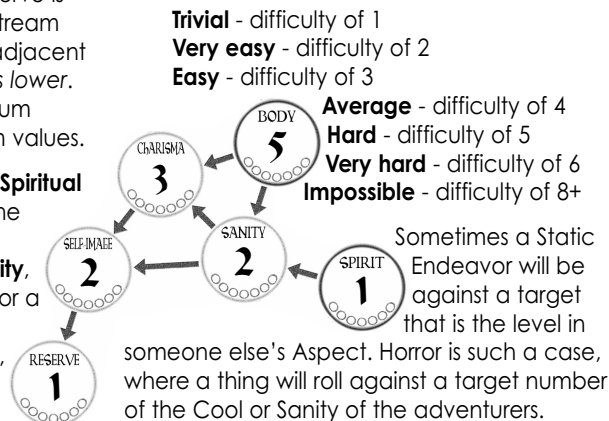 erve is
stream
adjacent
s lower.
um
n values.
Spiritual
ne
ity,
or a
,
Trivial - difficulty of 1
Very easy - difficulty of 2
Easy - difficulty of 3
Average - difficulty of 4
Hard - difficulty of 5
Very hard - difficulty of 6
Impossible - difficulty of 8+
BODY
5
CHARISMA
3
SANITY
2
SELF-IMAGE
2
SPIRIT
1
RESERVE
1
Sometimes a Static
Endeavor will be
against a target
that is the level in
someone else's Aspect. Horror is such a case,
where a thing will roll against a target number
of the Cool or Sanity of the adventurers.